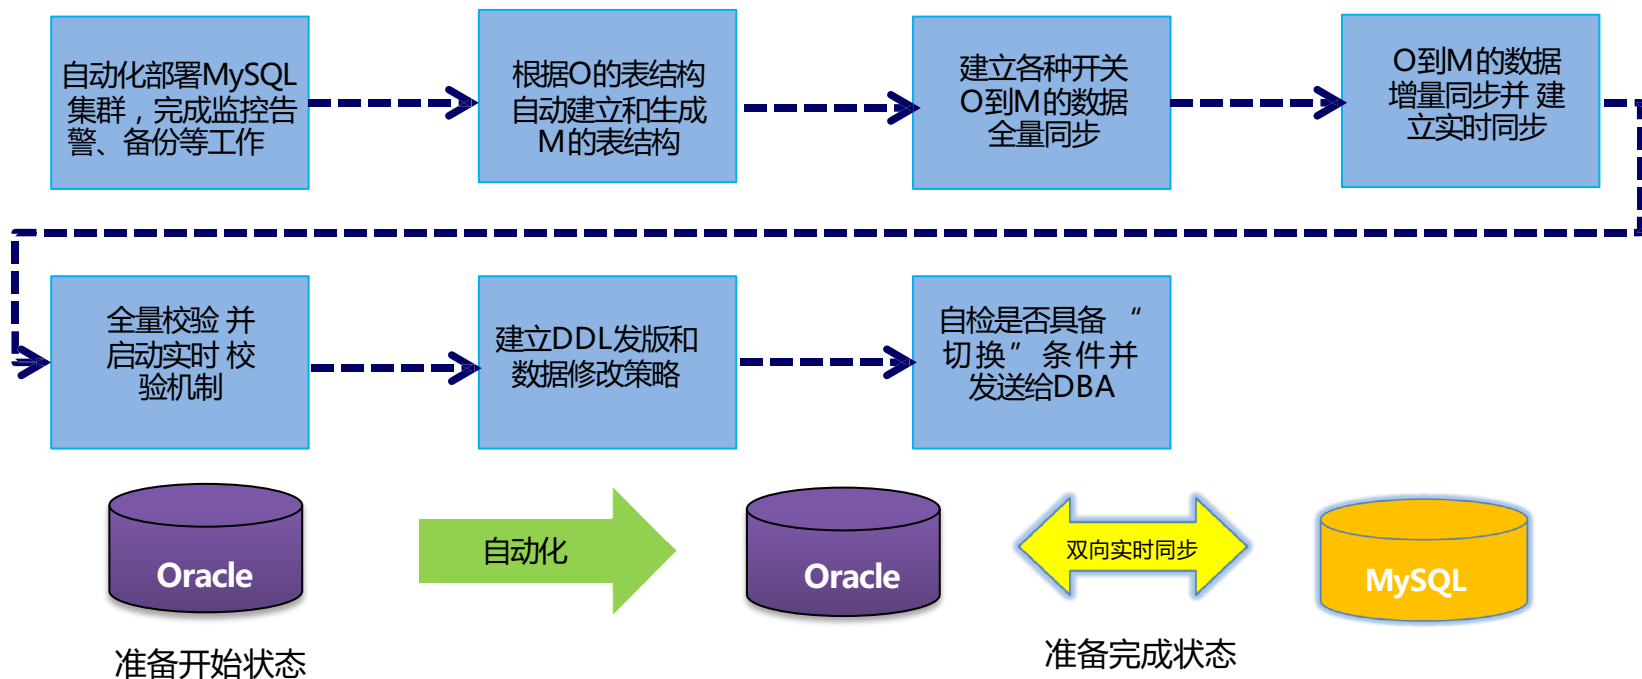 自动化部署MySQL
集群，完成监控告
警、备份等工作
根据O的表结构
自动建立和生成
M的表结构
建立各种开关
O到M的数据
全量同步
O到M的数据
增量同步并 建
立实时同步
全量校验 并
启动实时 校
验机制
建立DDL发版和
数据修改策略
自检是否具备 “
切换” 条件并
发送给DBA
Oracle
自动化
Oracle
双向实时同步
MySQL
准备开始状态
准备完成状态